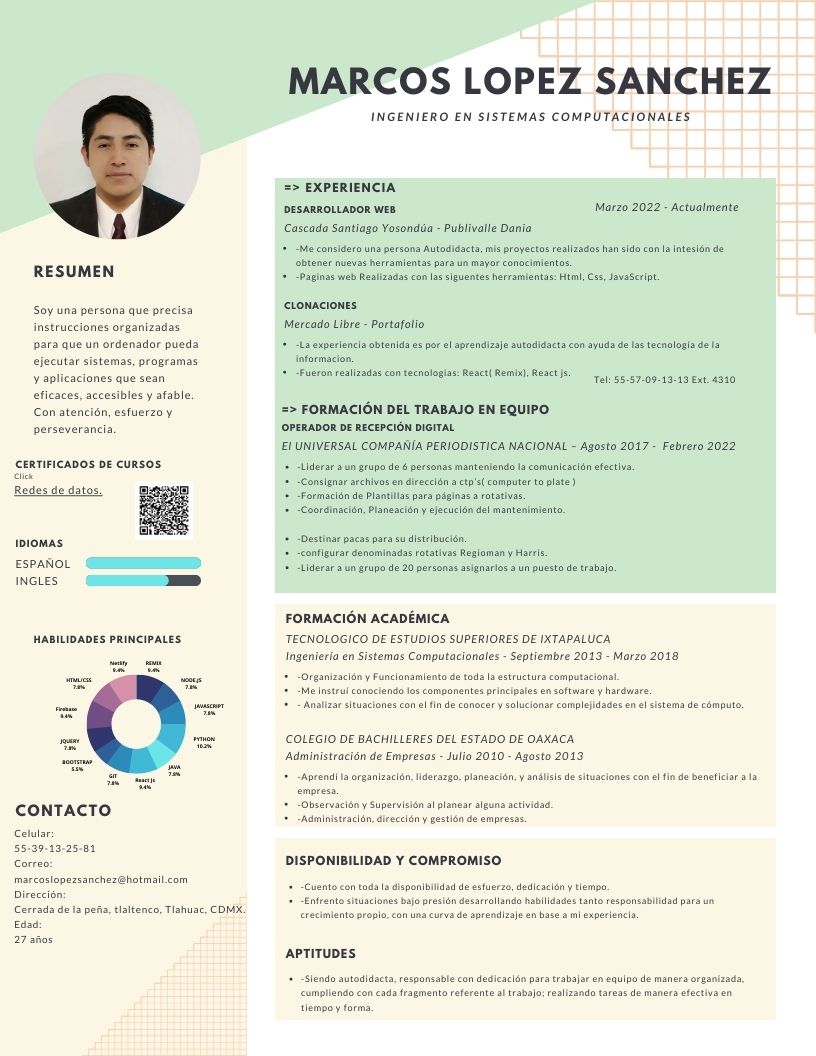 MARCOS LOPEZ SANCHEZ
INGENIERO EN SISTEMAS COMPUTACIONALES
RESUMEN
Soy una persona que precisa
instrucciones organizadas
para que un ordenador pueda
ejecutar sistemas, programas
y aplicaciones que sean
eficaces, accesibles y afable.
Con atención, esfuerzo y
perseverancia.
CERTIFICADOS DE CURSOS
Click
Redes de datos.
IDIOMAS
ESPAÑOL
INGLES
HABILIDADES PRINCIPALES
Netlify
9.4%
REMIX
9.4%
HTML/CSS
7.8%
NODE.JS
7.8%
Firebase
9.4%
JAVASCRIPT
7.8%
JQUERY
7.8%
PYTHON
10.2%
BOOTSTRAP
5.5%
JAVA
7.8%
GIT
7.8%
React Js
9.4%
CONTACTO
Celular:
55-39-13-25-81
Correo:
marcoslopezsanchez@hotmail.com
Dirección:
Cerrada de la peña, tlaltenco, Tlahuac, CDMX.
Edad:
27 años
=> EXPERIENCIA
DESARROLLADOR WEB
Marzo 2022 - Actualmente
Cascada Santiago Yosondúa - Publivalle Dania
-Me considero una persona Autodidacta, mis proyectos realizados han sido con la intesión de
obtener nuevas herramientas para un mayor conocimientos.
-Paginas web Realizadas con las siguentes herramientas: Html, Css, JavaScript.
CLONACIONES
Mercado Libre - Portafolio
-La experiencia obtenida es por el aprendizaje autodidacta con ayuda de las tecnología de la
informacion.
-Fueron realizadas con tecnologias: React( Remix), React js.
Tel: 55-57-09-13-13 Ext. 4310
=> FORMACIÓN DEL TRABAJO EN EQUIPO
OPERADOR DE RECEPCIÓN DIGITAL
El UNIVERSAL COMPAÑÍA PERIODISTICA NACIONAL – Agosto 2017 - Febrero 2022
-Liderar a un grupo de 6 personas manteniendo la comunicación efectiva.
-Consignar archivos en dirección a ctp's( computer to plate )
-Formación de Plantillas para páginas a rotativas.
-Coordinación, Planeación y ejecución del mantenimiento.
-Destinar pacas para su distribución.
-configurar denominadas rotativas Regioman y Harris.
-Liderar a un grupo de 20 personas asignarlos a un puesto de trabajo.
FORMACIÓN ACADÉMICA
TECNOLOGICO DE ESTUDIOS SUPERIORES DE IXTAPALUCA
Ingeniería en Sistemas Computacionales - Septiembre 2013 - Marzo 2018
-Organización y Funcionamiento de toda la estructura computacional.
-Me instruí conociendo los componentes principales en software y hardware.
- Analizar situaciones con el fin de conocer y solucionar complejidades en el sistema de cómputo.
COLEGIO DE BACHILLERES DEL ESTADO DE OAXACA
Administración de Empresas - Julio 2010 - Agosto 2013
-Aprendí la organización, liderazgo, planeación, y análisis de situaciones con el fin de beneficiar a la
empresa.
-Observación y Supervisión al planear alguna actividad.
-Administración, dirección y gestión de empresas.
DISPONIBILIDAD Y COMPROMISO
-Cuento con toda la disponibilidad de esfuerzo, dedicación y tiempo.
-Enfrento situaciones bajo presión desarrollando habilidades tanto responsabilidad para un
crecimiento propio, con una curva de aprendizaje en base a mi experiencia.
APTITUDES
-Siendo autodidacta, responsable con dedicación para trabajar en equipo de manera organizada,
cumpliendo con cada fragmento referente al trabajo; realizando tareas de manera efectiva en
tiempo y forma.